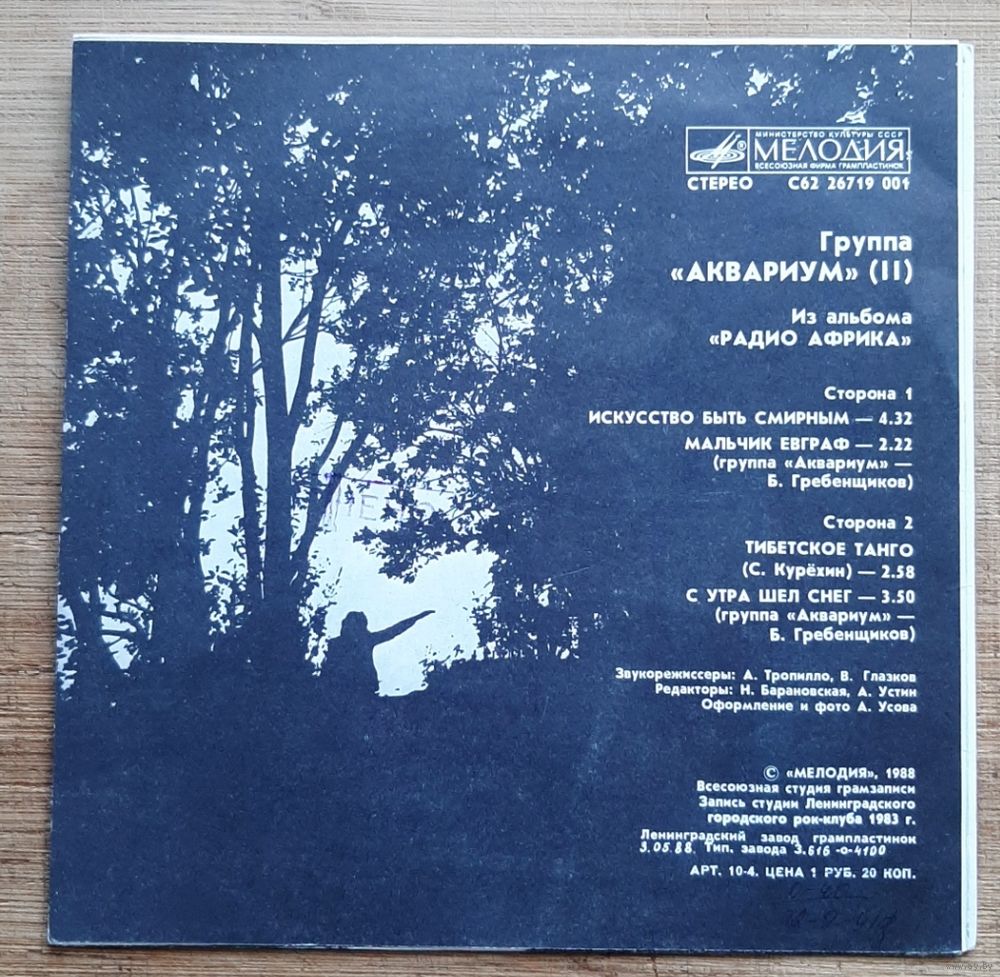 МИНИСТЕРСТВО КУЛЬТУРЫ СССР
МЕЛОДИЯ
ВСЕСОЮЗНАЯ ФИРМА ГРАМПЛАСТИНОК
СТЕРЕО С62 26719 001
Группа
«АКВАРИУМ» (II)
Из альбома
«РАДИО АФРИКА»
Сторона 1
ИСКУССТВО БЫТЬ СМИРНЫМ — 4.32
МАЛЬЧИК ЕВГРАФ — 2.22
(группа «Аквариум» —
Б. Гребенщиков)
Сторона 2
ТИБЕТСКОЕ ТАНГО
(С. Курёхин) — 2.58
С УТРА ШЕЛ СНЕГ — 3.50
(группа «Аквариум» —
Б. Гребенщиков)
Звукорежиссеры: А. Тропилло, В. Глазков
Редакторы: Н. Барановская, А. Устин
Оформление и фото А. Усова
© «МЕЛОДИЯ», 1988
Всесоюзная студия грамзаписи
Запись студии Ленинградского
городского рок-клуба 1983 г.
Ленинградский завод грампластинок
3.05.88 Тип. завода З.616 -0-4100
АРТ. 10-4. ЦЕНА 1 РУБ. 20 КОП.